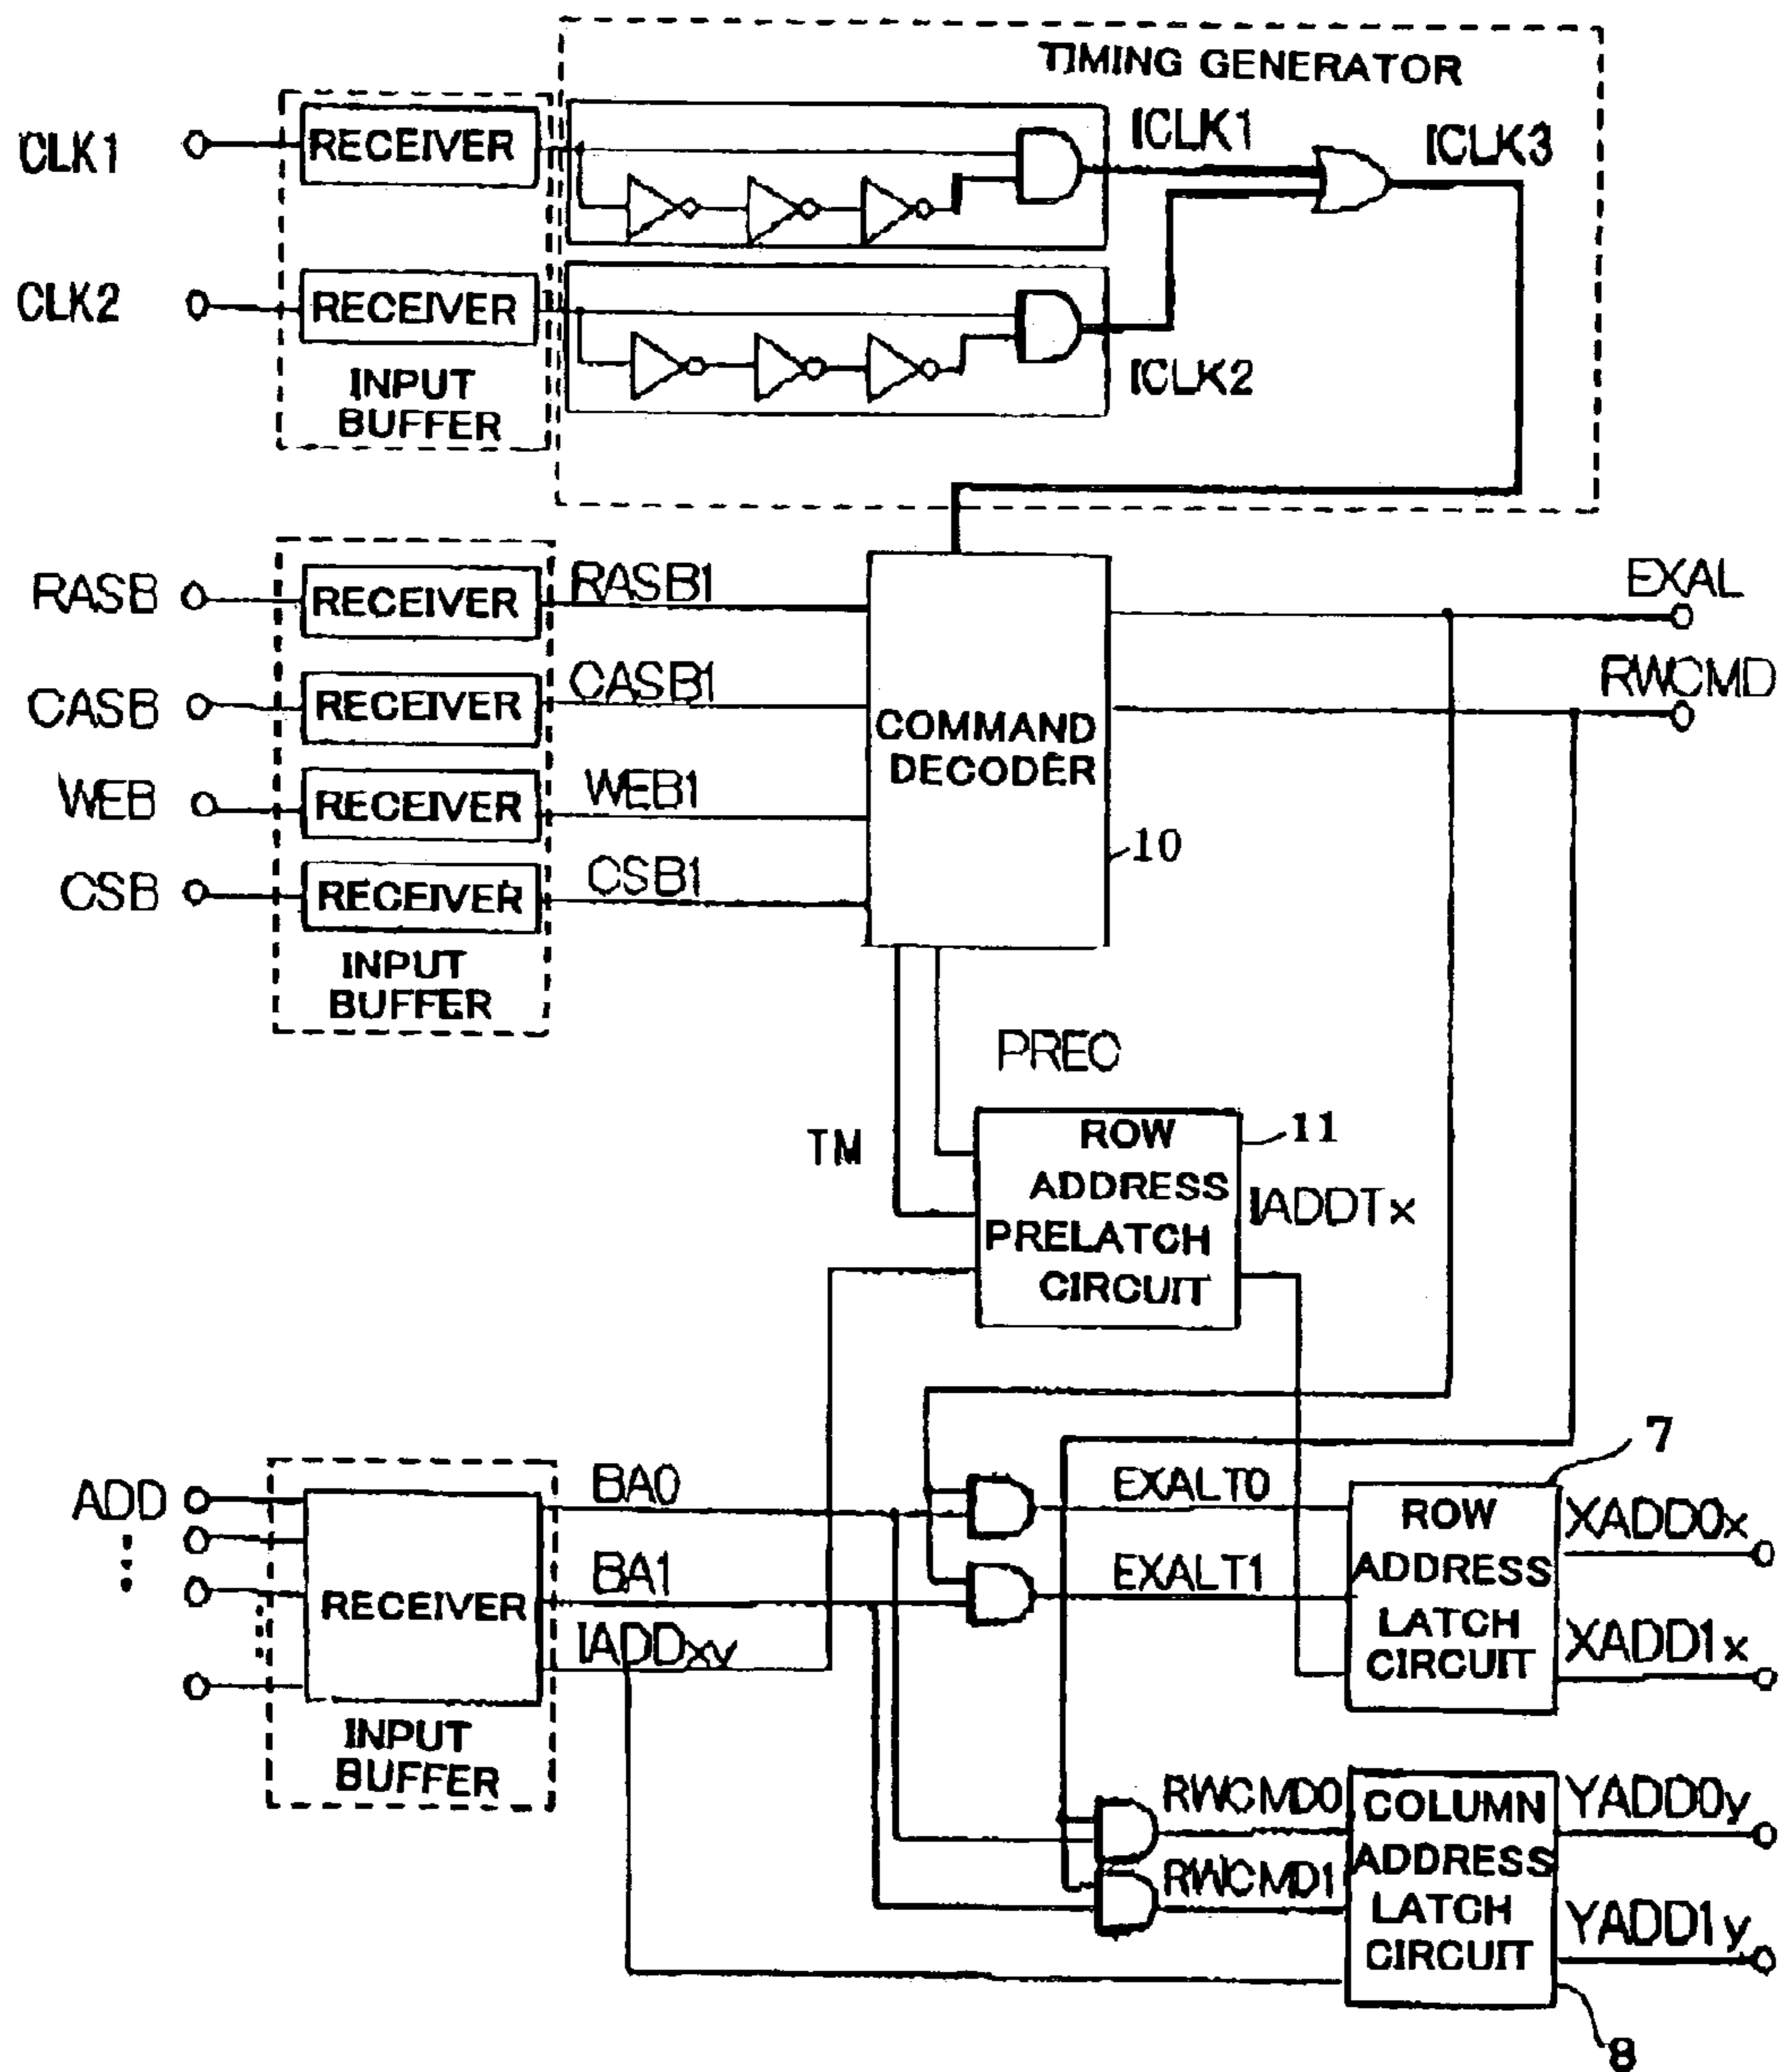 TIMING GENERATOR
CLK1
RECEIVER
ICLK1
ICLK3
CLK2
RECEIVER
ICLK2
INPUT
BUFFER
RASB
RECEIVER
RASB1
EXAL
CASB
RECEIVER
CASB1
RWCMD
COMMAND
DECODER
WEB
RECEIVER
WEB1
10
CSB
RECEIVER
CSB1
INPUT
BUFFER
PREC
TM
ROW
ADDRESS
PRELATCH
CIRCUIT
11
IADDTx
7
ADD
RECEIVER
BA0
EXALT0
BA1
EXALT1
IADDxy
INPUT
BUFFER
ROW
ADDRESS
LATCH
CIRCUIT
XADD0x
XADD1x
RWCMD0
RWCMD1
COLUMN
ADDRESS
LATCH
CIRCUIT
YADD0y
YADD1y
8